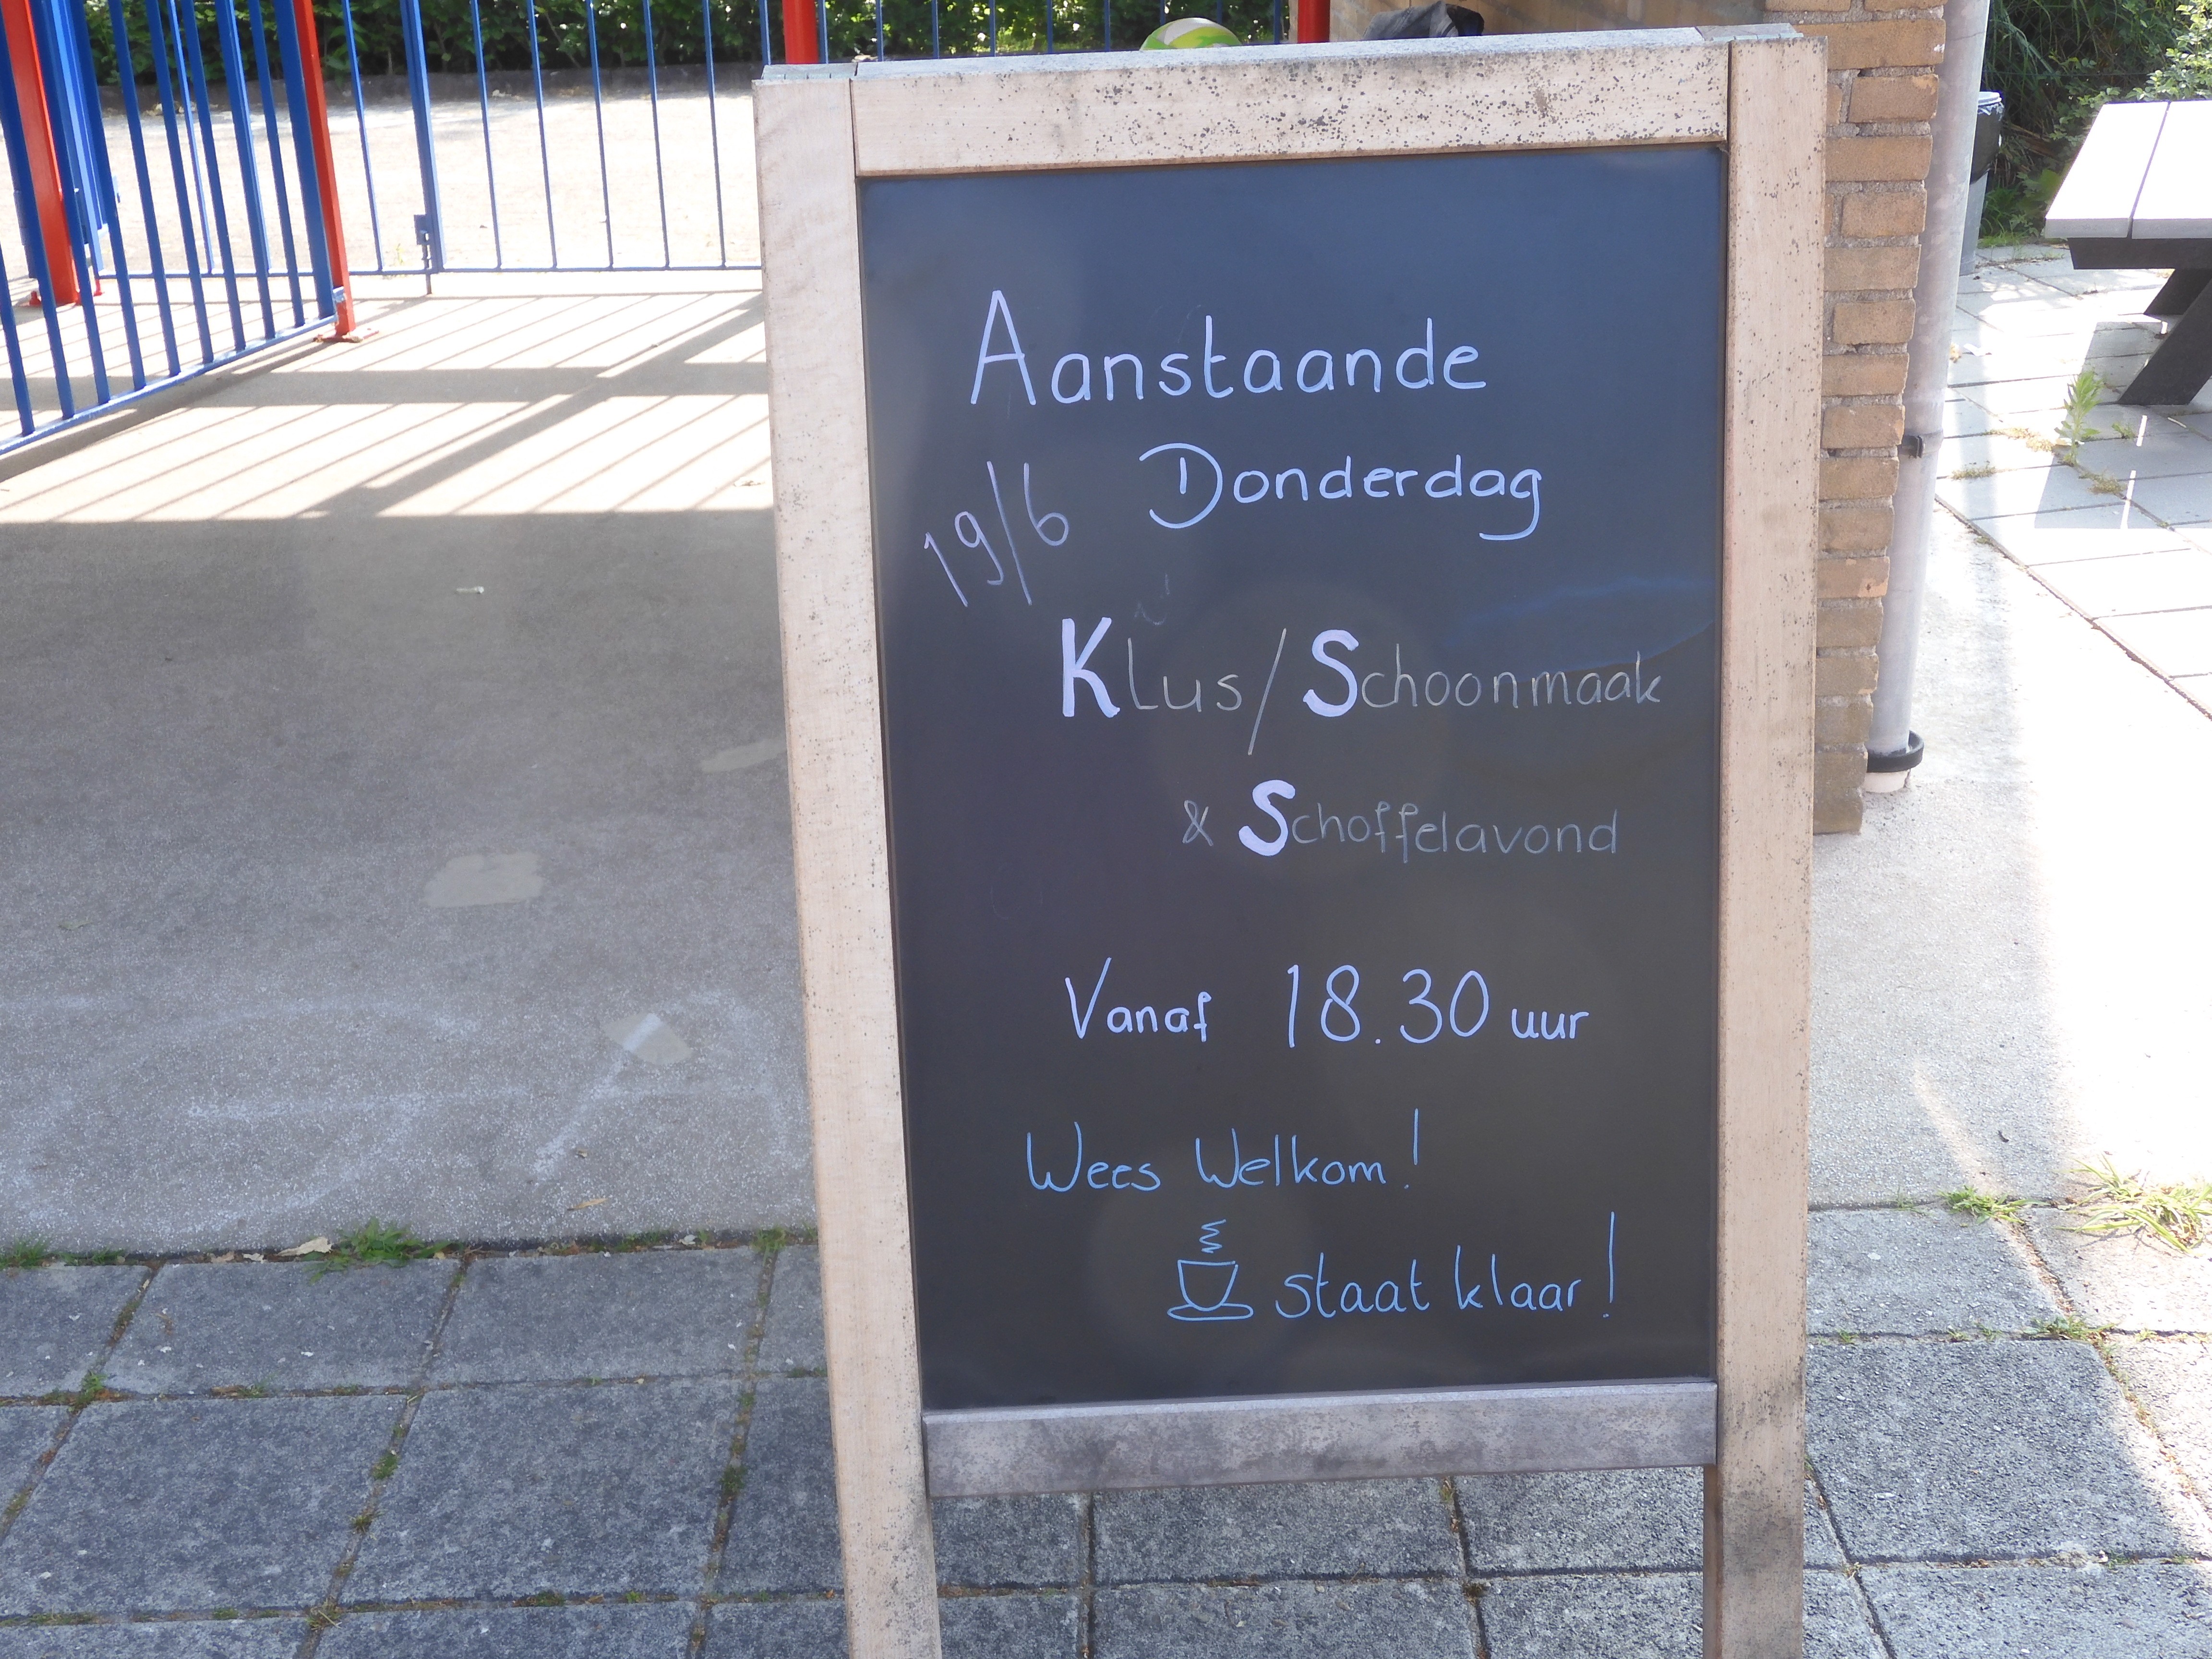 Aanstaande
19/6 Donderdag
Klus/Schoonmaak
& Schoffelavond
Vanaf 18.30 uur
Wees Welkom!
staat klaar!